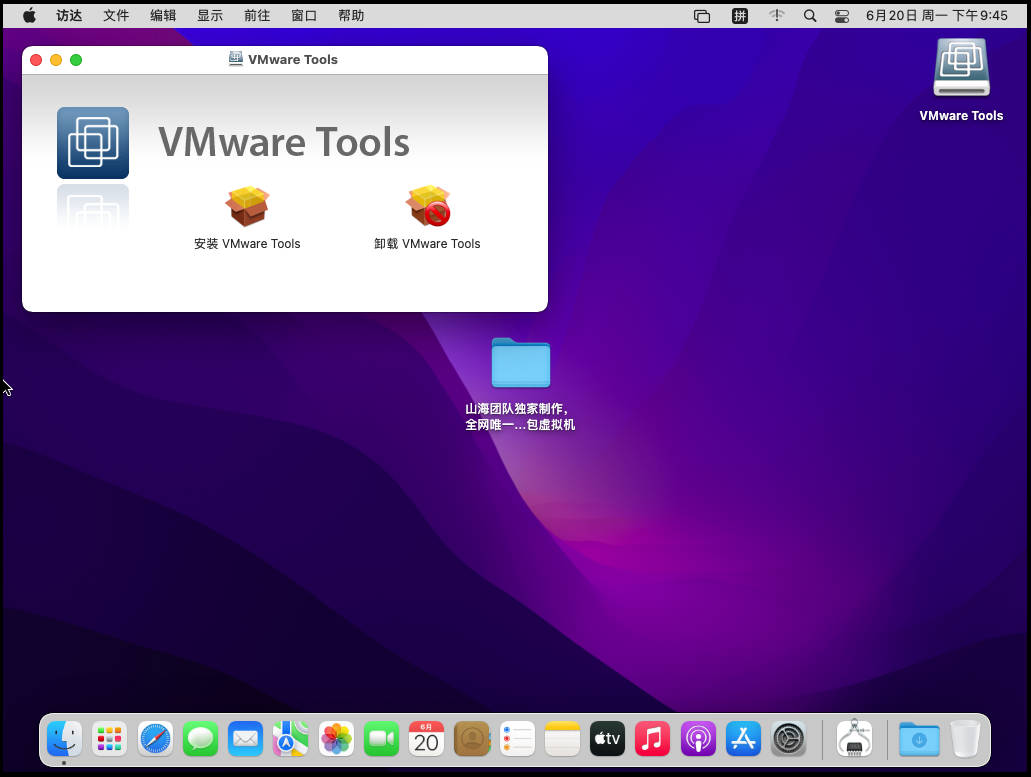 访达 文件 编辑 显示 前往 窗口 帮助 拼 6月20日 周一 下午9:45
VMware Tools
VMware Tools
安装 VMware Tools
卸载 VMware Tools
VMware Tools
山海团队独家制作，
全网唯一...包虚拟机
6月
20
tv